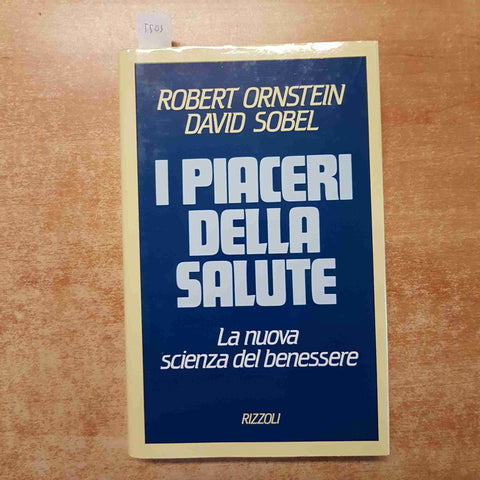 ROBERT ORNSTEIN
DAVID SOBEL
I PIACERI
DELLA
SALUTE
La nuova
scienza del benessere
RIZZOLI